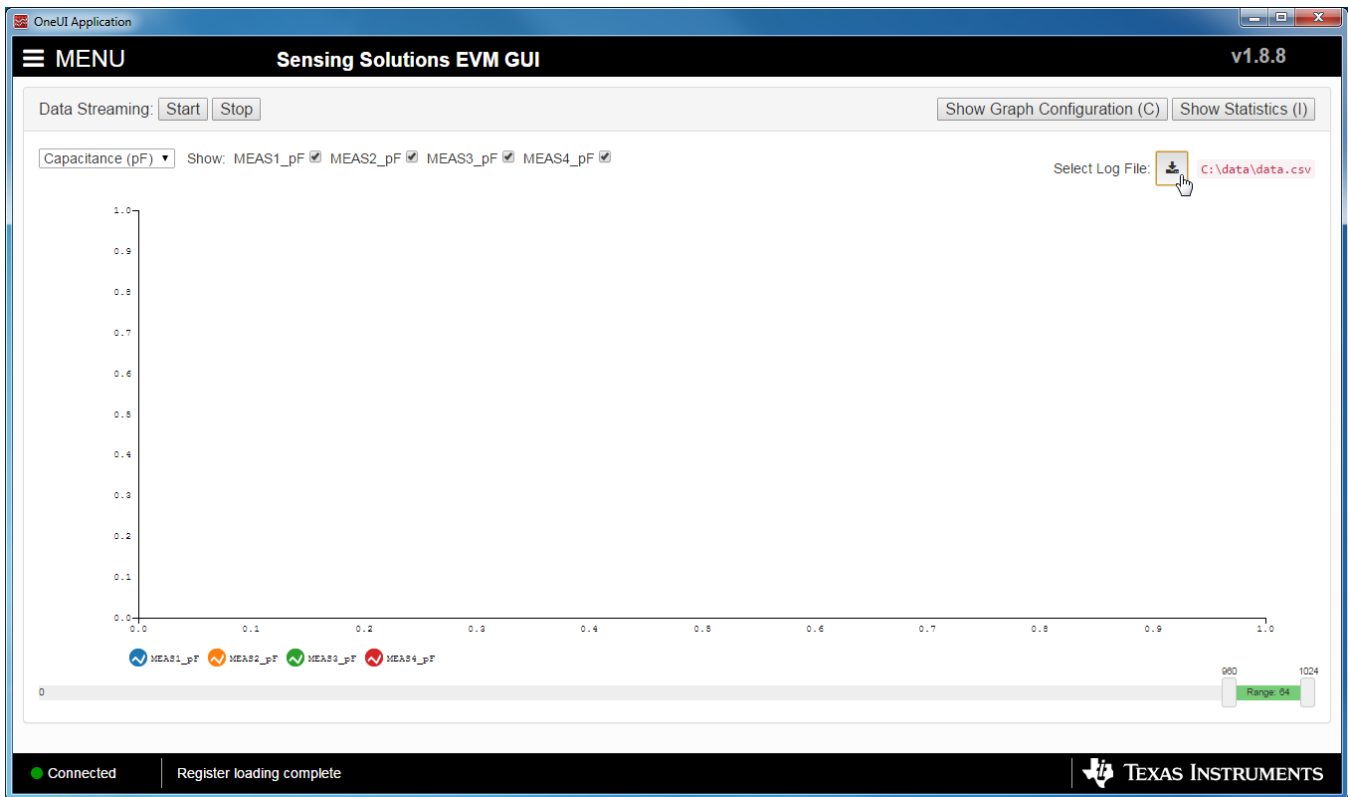 OneUI Application
MENU Sensing Solutions EVM GUI v1.8.8
Data Streaming: Start Stop Show Graph Configuration (C) Show Statistics (I)
Capacitance (pF) Show: MEAS1_pF MEAS2_pF MEAS3_pF MEAS4_pF
Select Log File: C:\data\data.csv
1.0
0.9
0.8
0.7
0.6
0.5
0.4
0.3
0.2
0.1
0.0
0.0 0.1 0.2 0.3 0.4 0.5 0.6 0.7 0.8 0.9 1.0
MEAS1_pF MEAS2_pF MEAS3_pF MEAS4_pF
960 1024
0 Range: 64
Connected Register loading complete TEXAS INSTRUMENTS